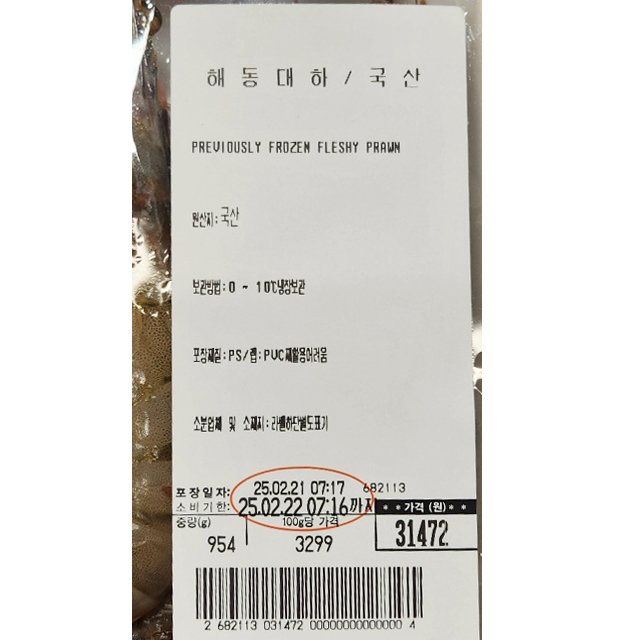 해동대하/국산
PREVIOUSLY FROZEN FLESHY PRAWN
원산지:국산
보관방법:0 ~ 10℃냉장보관
포장재질:PS/랩:PVC재활용어려움
소분업체 및 소재지:라벨하단별도표기
포장일자: 25.02.21 07:17 682113
소비기한: 25.02.22 07:16까지 **가격(원)**
중량(g) 100g당 가격
954 3299 31472
2 682113 031472 00000000000000 4